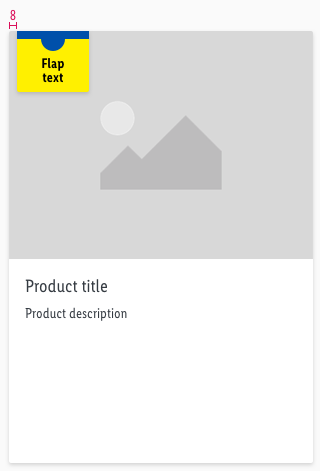 8
Flap
text
Product title
Product description